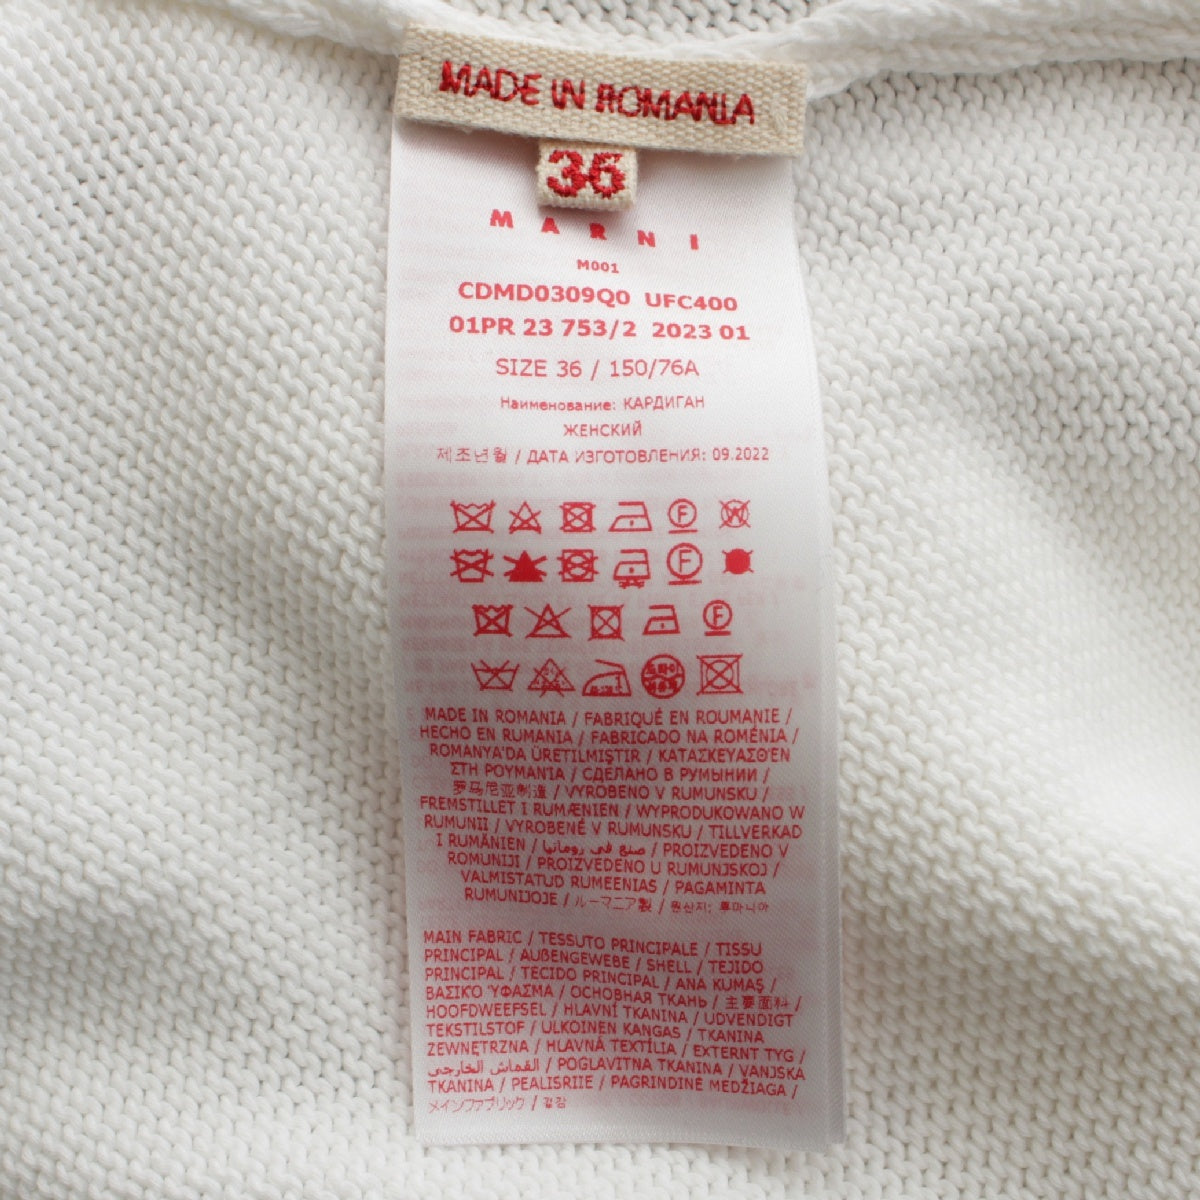 MADE IN ROMANIA
36
MARNI
M001
CDMD0309Q0 UFC400
01PR 23 753/2 2023 01
SIZE 36 / 150/76A
Наименование: КАРДИГАН
ЖЕНСКИЙ
제조년월 / ДАТА ИЗГОТОВЛЕНИЯ: 09.2022
F W
F
F
드라이
MADE IN ROMANIA / FABRIQUÉ EN ROUMANIE /
HECHO EN RUMANIA / FABRICADO NA ROMÉNIA /
ROMANYA'DA ÜRETILMIŞTIR / ΚΑΤΑΣΚΕΥΑΣΘΈΝ
ΣΤΗ ΡΟΥΜΑΝΊΑ / СДЕЛАНО В РУМЫНИИ /
罗马尼亚制造 / VYROBENO V RUMUNSKU /
FREMSTILLET I RUMÆNIEN / WYPRODUKOWANO W
RUMUNII / VYROBENÉ V RUMUNSKU / TILLVERKAD
I RUMÄNIEN / صنع في رومانيا / PROIZVEDENO V
ROMUNIJI / PROIZVEDENO U RUMUNJSKOJ /
VALMISTATUD RUMEENIAS / PAGAMINTA
RUMUNIJOJE / ルーマニア製 / 원산지: 루마니아
MAIN FABRIC / TESSUTO PRINCIPALE / TISSU
PRINCIPAL / AUßENGEWEBE / SHELL / TEJIDO
PRINCIPAL / TECIDO PRINCIPAL / ANA KUMAŞ /
ΒΑΣΙΚΟ ΎΦΑΣΜΑ / ОСНОВНАЯ ТКАНЬ / 主要面料 /
HOOFDWEEFSEL / HLAVNÍ TKANINA / UDVENDIGT
TEKSTILSTOF / ULKOINEN KANGAS / TKANINA
ZEWNĘTRZNA / HLAVNÁ TEXTÍLIA / EXTERNT TYG /
القماش الخارجي / POGLAVITNA TKANINA / VANJSKA
TKANINA / PEALISRIIE / PAGRINDINĖ MEDŽIAGA /
メインファブリック / 겉감